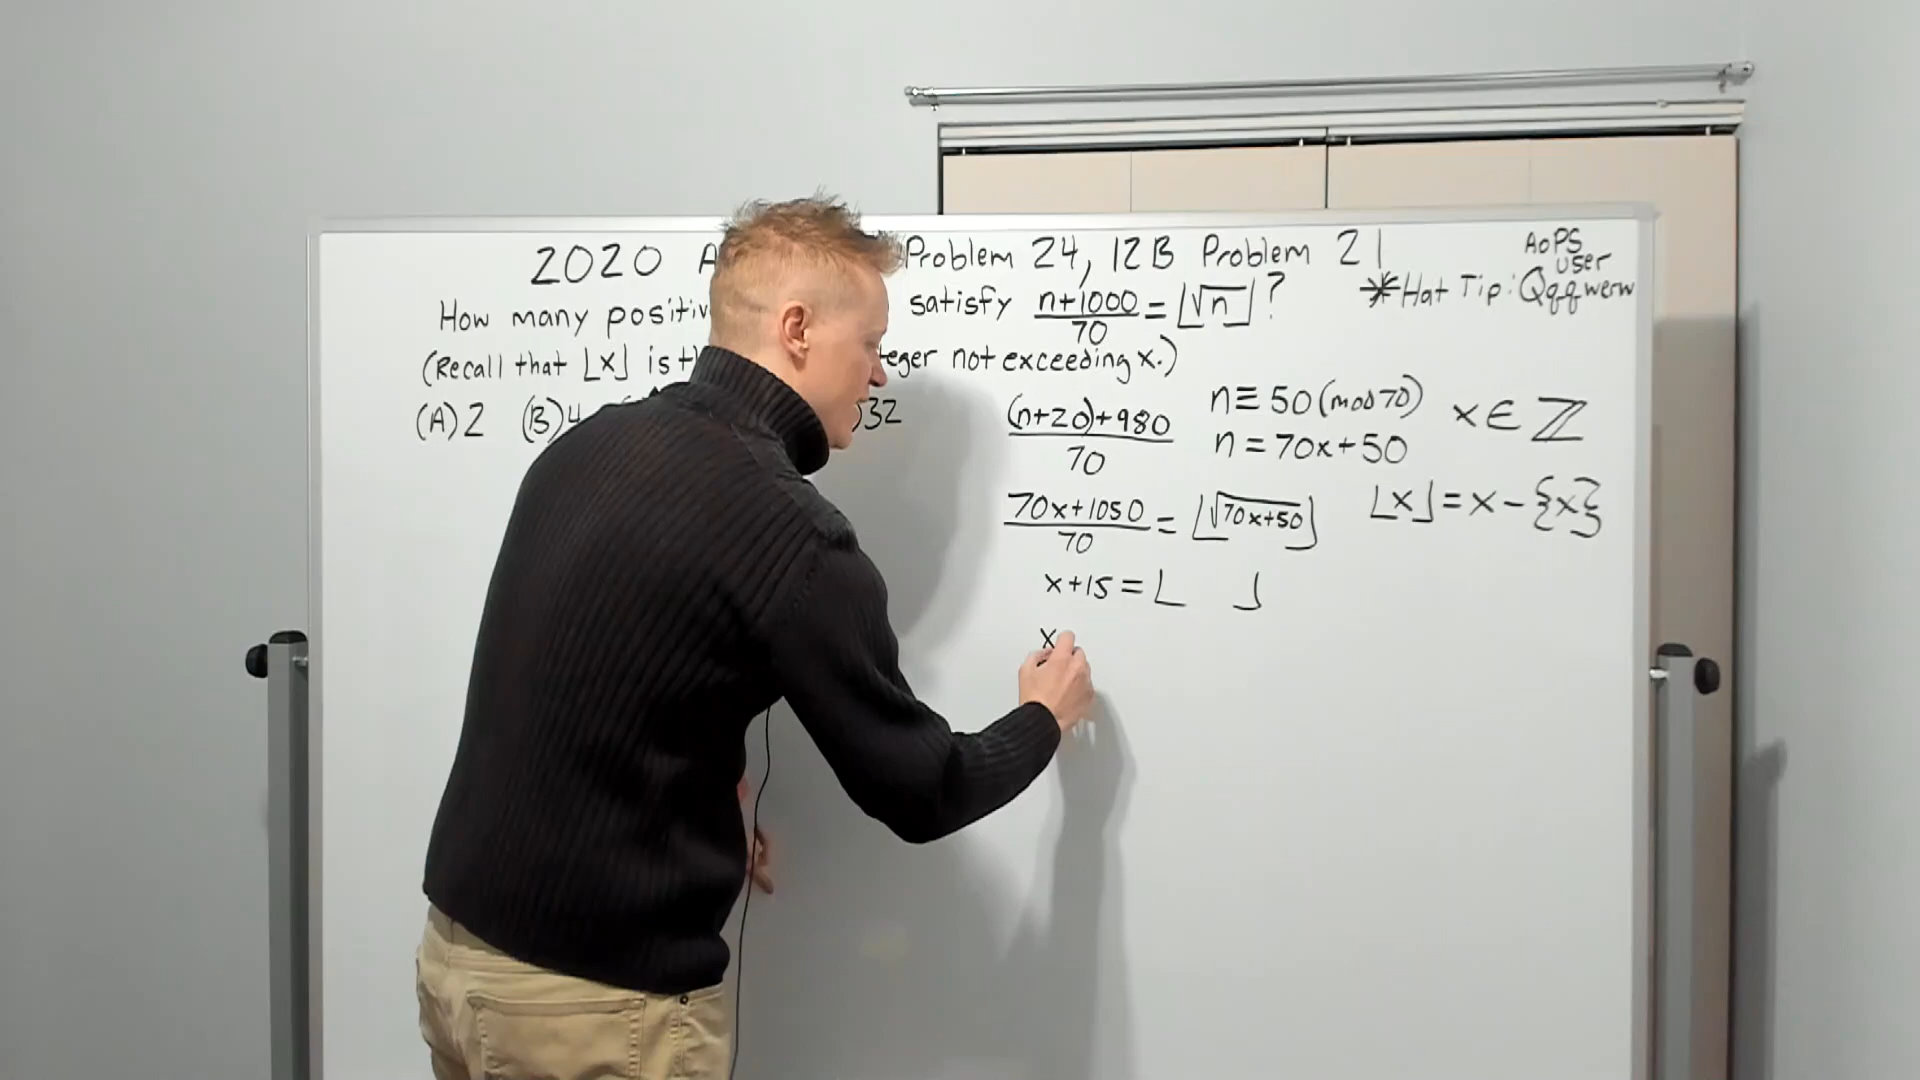 2020 A Problem 24, 12B Problem 21
AoPS
user
*Hat Tip: Qqqwerw
How many positiv satisfy (n+1000)/70 = ⌊√n⌋?
(Recall that ⌊x⌋ is th teger not exceeding x.)
(A) 2 (B) 4 )32
((n+20)+980)/70
n ≡ 50 (mod 70) x ∈ ℤ
n = 70x + 50
(70x+1050)/70 = ⌊√70x+50⌋
⌊x⌋ = x - {x}
x+15 = ⌊ ⌋
x